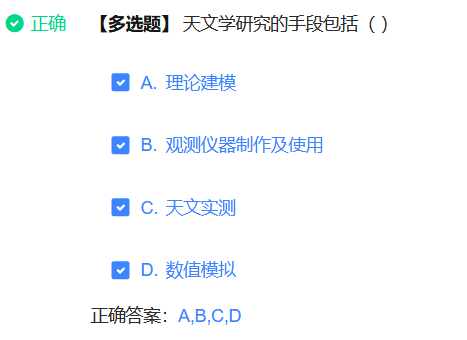 正确 【多选题】 天文学研究的手段包括（ ）
A. 理论建模
B. 观测仪器制作及使用
C. 天文实测
D. 数值模拟
正确答案：A,B,C,D